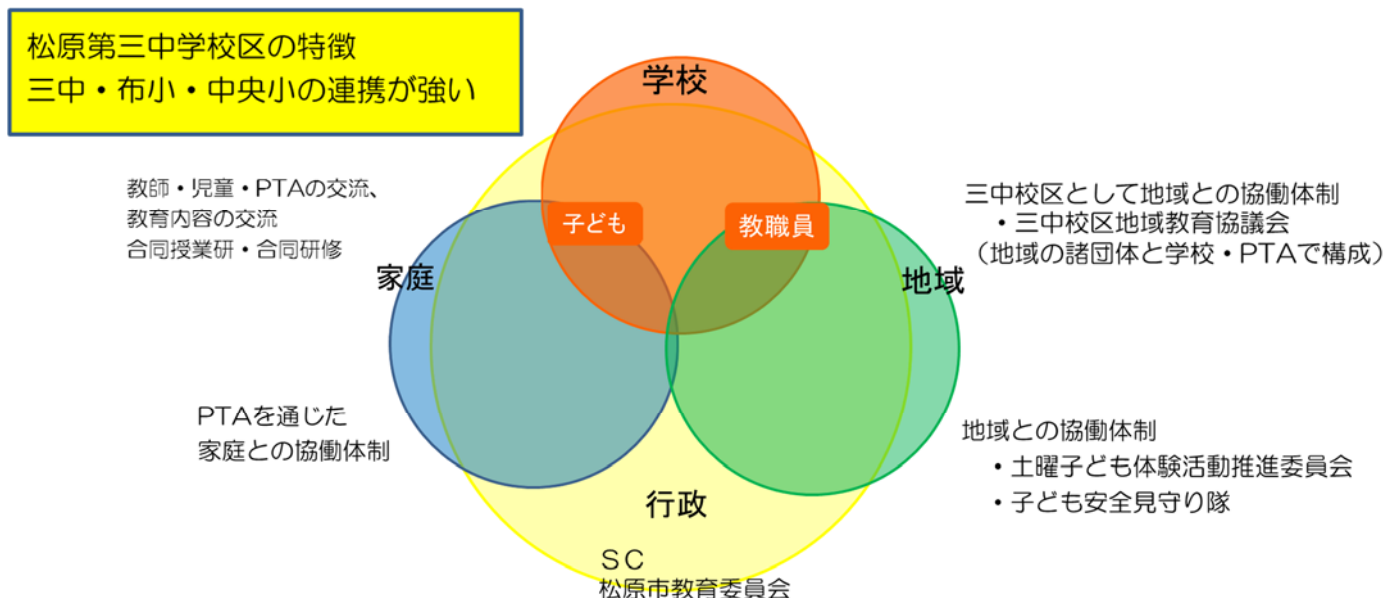 松原第三中学校区の特徴
三中・布小・中央小の連携が強い
学校
教師・児童・PTAの交流、
教育内容の交流
合同授業研・合同研修
三中校区として地域との協働体制
・三中校区地域教育協議会
（地域の諸団体と学校・PTAで構成）
子ども
教職員
家庭
地域
PTAを通じた
家庭との協働体制
地域との協働体制
・土曜子ども体験活動推進委員会
・子ども安全見守り隊
行政
ＳＣ
松原市教育委員会